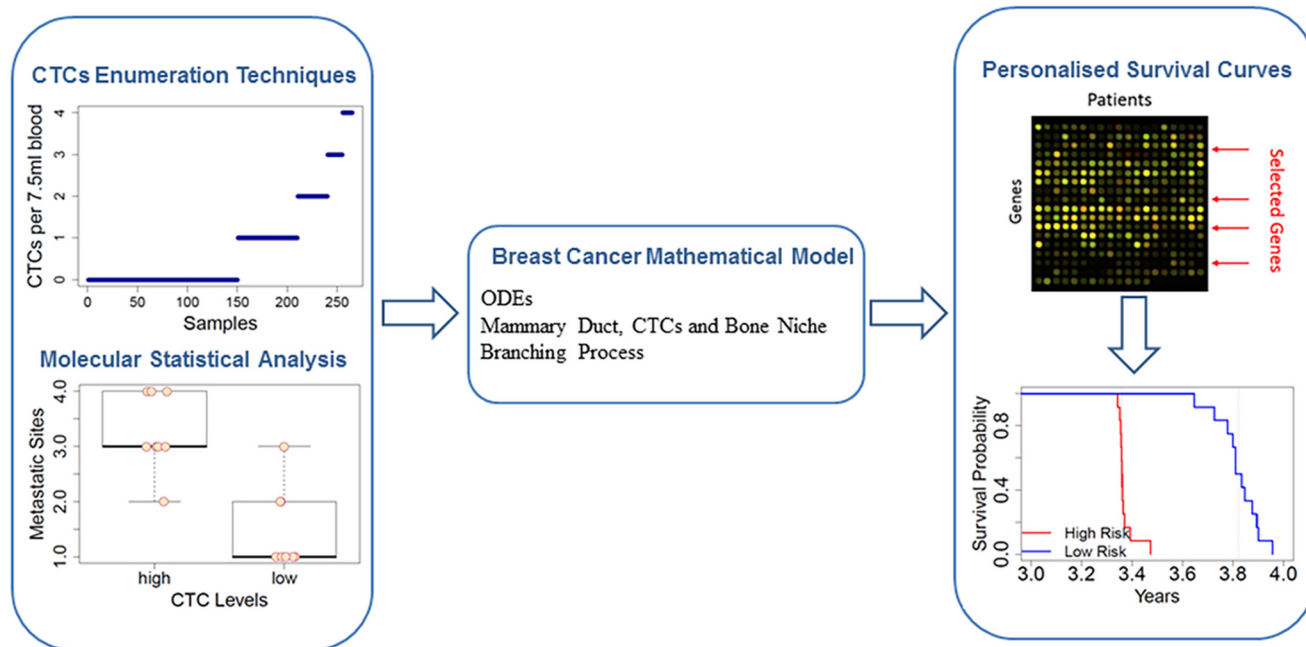 CTCs Enumeration Techniques
CTCs per 7.5ml blood
4
3
2
1
0
0 50 100 150 200 250
Samples
Molecular Statistical Analysis
Metastatic Sites
4.0
3.0
2.0
1.0
high low
CTC Levels
Breast Cancer Mathematical Model
ODEs
Mammary Duct, CTCs and Bone Niche
Branching Process
Personalised Survival Curves
Patients
Genes
Selected Genes
Survival Probability
0.8
0.4
0.0
High Risk
Low Risk
3.0 3.2 3.4 3.6 3.8 4.0
Years